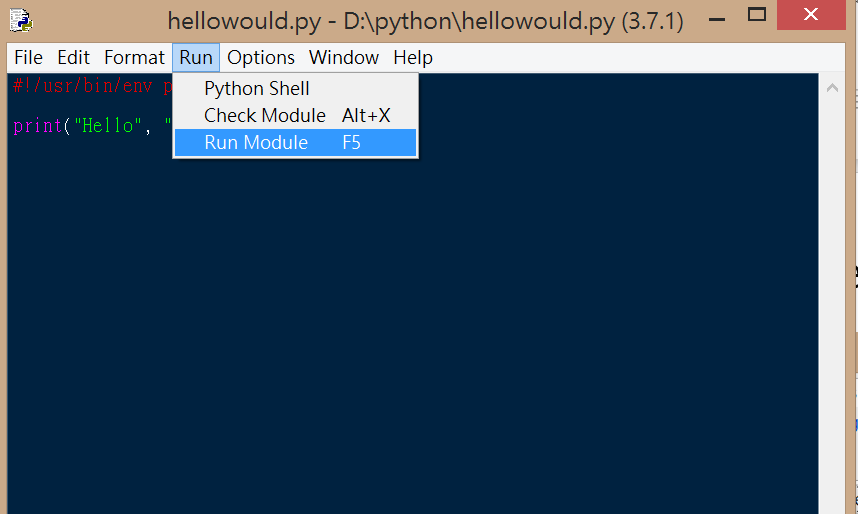 hellowould.py - D:\python\hellowould.py (3.7.1)
File Edit Format Run Options Window Help
#!/usr/bin/env p
Python Shell
Check Module Alt+X
print("Hello", "
Run Module F5